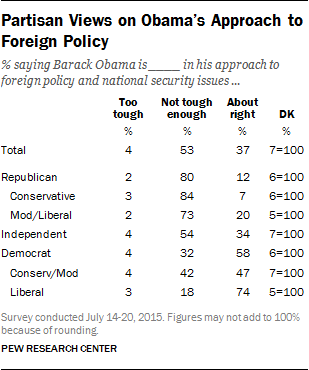 Partisan Views on Obama's Approach to
Foreign Policy
% saying Barack Obama is_____ in his approach to
foreign policy and national security issues ...
Too tough Not tough enough About right DK
% % % %
Total 4 53 37 7=100
Republican 2 80 12 6=100
Conservative 3 84 7 6=100
Mod/Liberal 2 73 20 5=100
Independent 4 54 34 7=100
Democrat 4 32 58 6=100
Conserv/Mod 4 42 47 7=100
Liberal 3 18 74 5=100
Survey conducted July 14-20, 2015. Figures may not add to 100%
because of rounding.
PEW RESEARCH CENTER